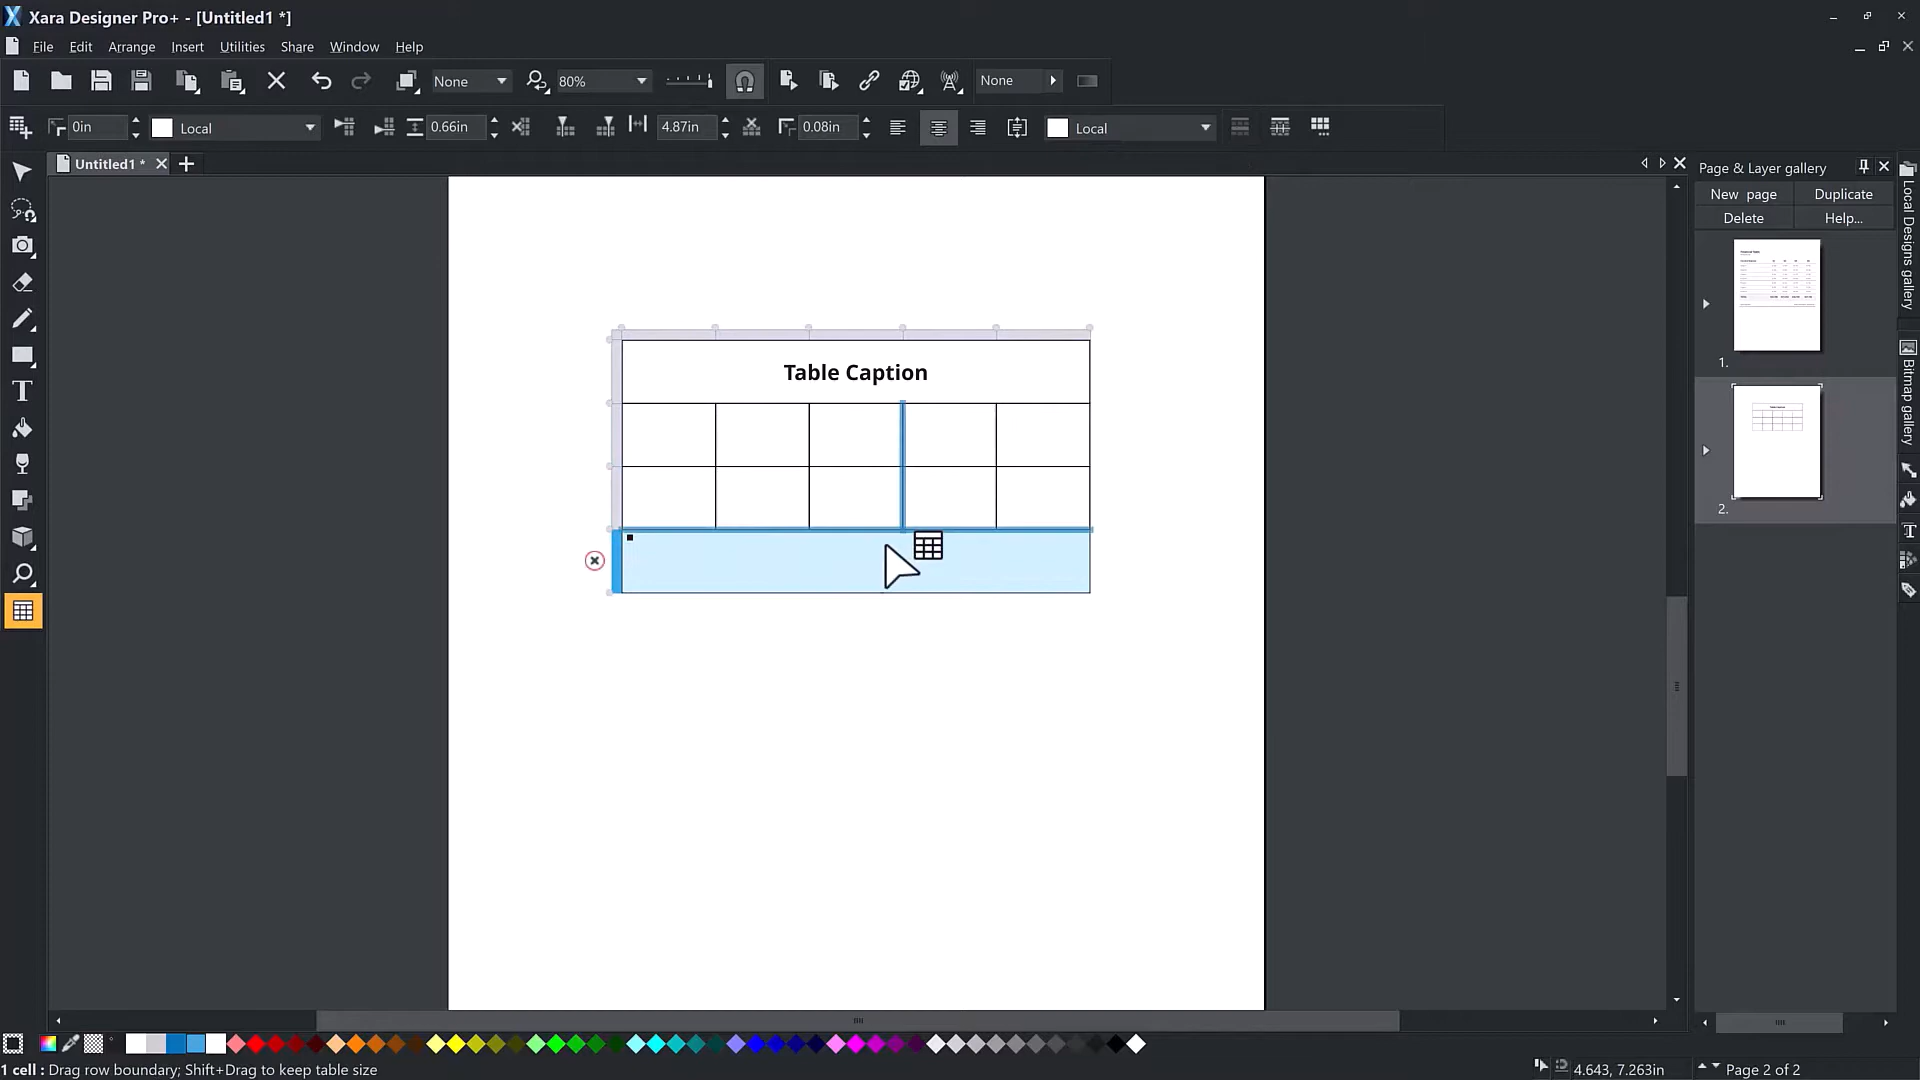 Xara Designer Pro+ - [Untitled1 *]
File Edit Arrange Insert Utilities Share Window Help
None 80% None
0in Local 0.66in 4.87in 0.08in Local
Untitled1 *
Page & Layer gallery
New page Duplicate
Delete Help...
1.
2.
Local Designs gallery
Bitmap gallery
Table Caption
1 cell : Drag row boundary; Shift+Drag to keep table size
4.643, 7.263in Page 2 of 2